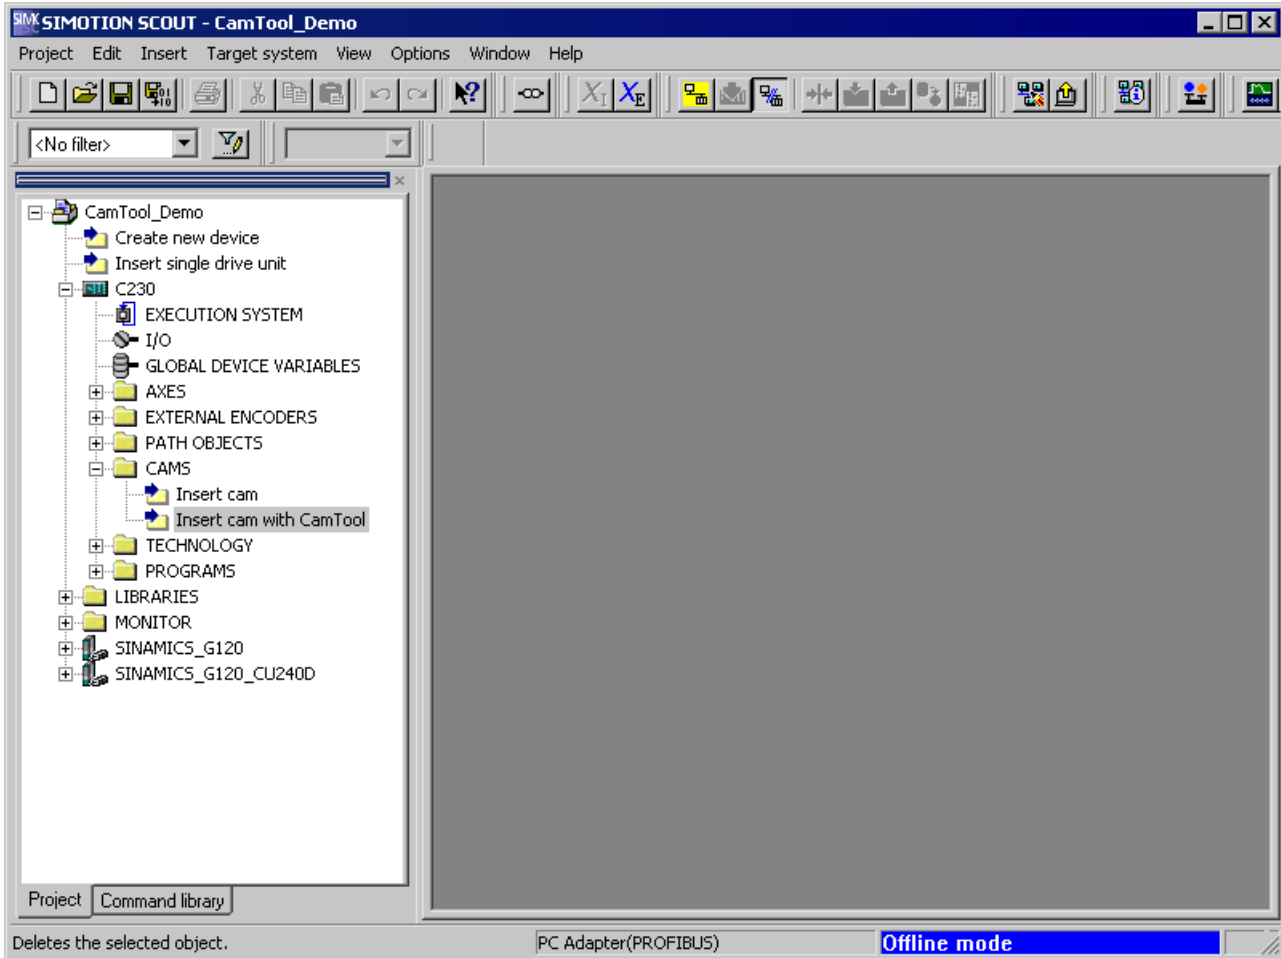 SIMOTION SCOUT - CamTool_Demo
Project Edit Insert Target system View Options Window Help
<No filter>
CamTool_Demo
Create new device
Insert single drive unit
C230
EXECUTION SYSTEM
I/O
GLOBAL DEVICE VARIABLES
AXES
EXTERNAL ENCODERS
PATH OBJECTS
CAMS
Insert cam
Insert cam with CamTool
TECHNOLOGY
PROGRAMS
LIBRARIES
MONITOR
SINAMICS_G120
SINAMICS_G120_CU240D
Project Command library
Deletes the selected object. PC Adapter(PROFIBUS) Offline mode